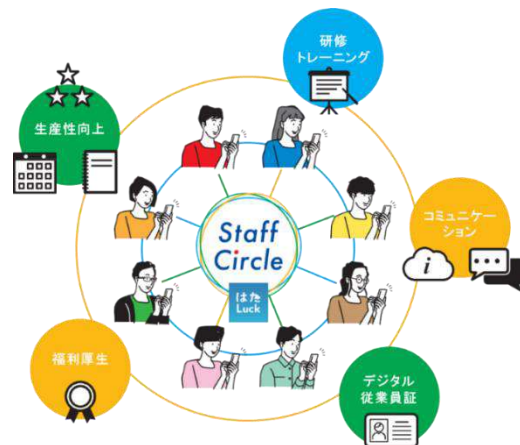 研修
トレーニング
生産性向上
コミュニケー
ション
Staff
Circle
はた
Luck
福利厚生
デジタル
従業員証